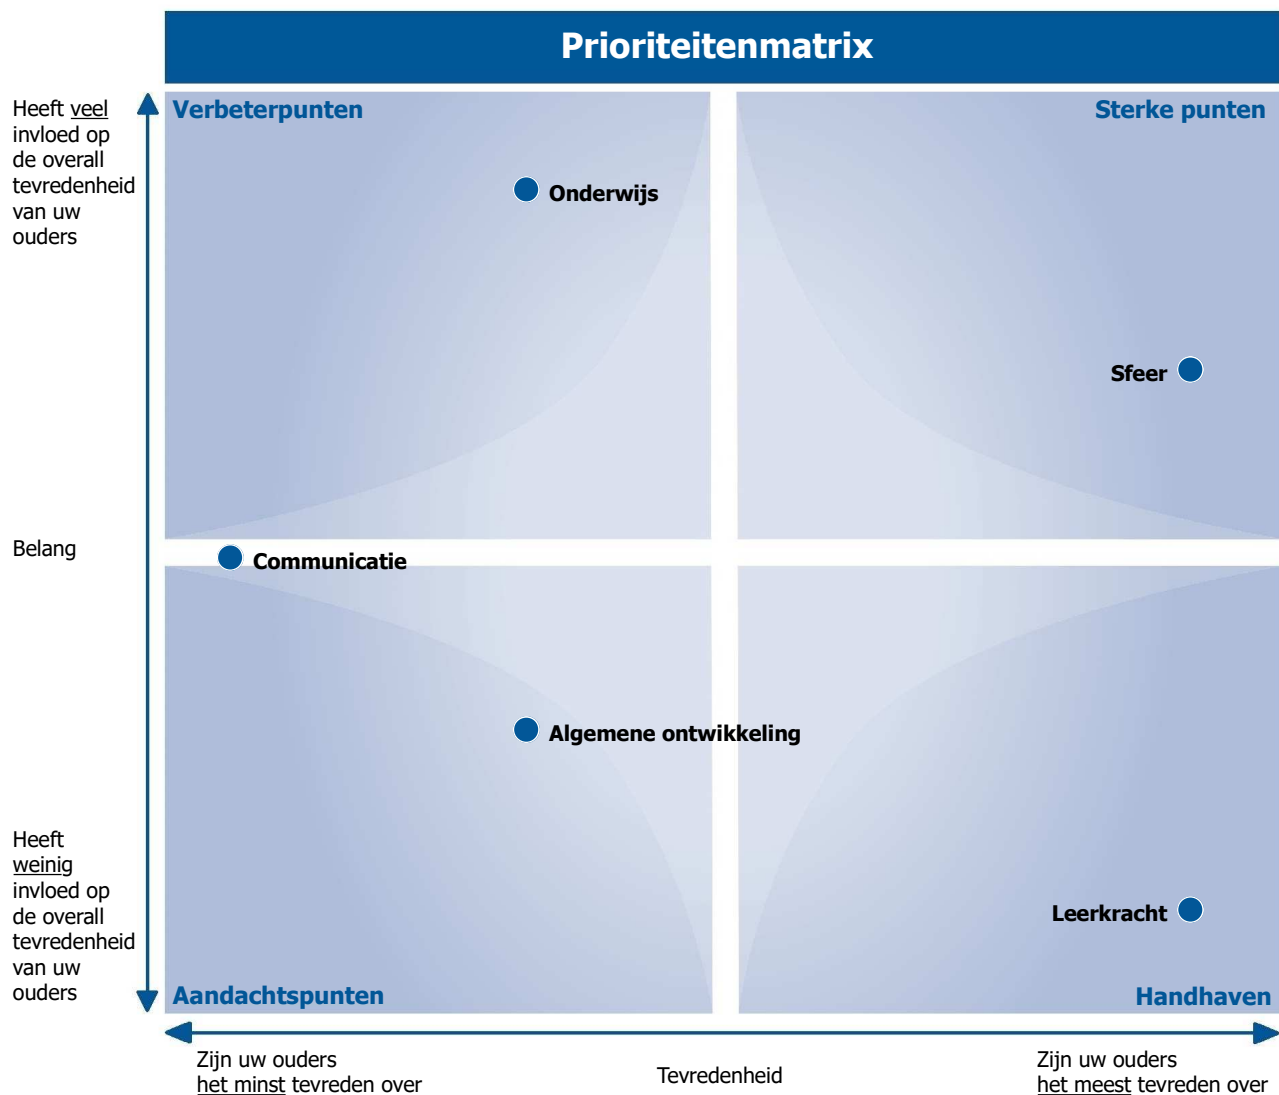 Prioriteitenmatrix
Heeft veel
invloed op
de overall
tevredenheid
van uw
ouders
Verbeterpunten
Sterke punten
Onderwijs
Sfeer
Belang
Communicatie
Algemene ontwikkeling
Heeft
weinig
invloed op
de overall
tevredenheid
van uw
ouders
Leerkracht
Aandachtspunten
Handhaven
Zijn uw ouders
het minst tevreden over
Tevredenheid
Zijn uw ouders
het meest tevreden over